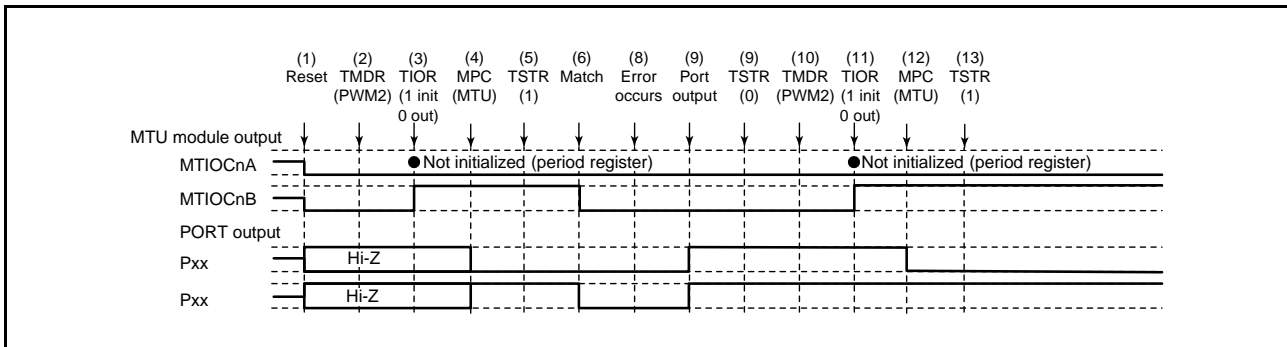 (1) (2) (3) (4) (5) (6) (8) (9) (9) (10) (11) (12) (13)
Reset TMDR TIOR MPC TSTR Match Error Port TSTR TMDR TIOR MPC TSTR
(PWM2) (1 init (MTU) (1) occurs output (0) (PWM2) (1 init (MTU) (1)
0 out) 0 out)
MTU module output
MTIOCnA ●Not initialized (period register) ●Not initialized (period register)
MTIOCnB
PORT output
Pxx Hi-Z
Pxx Hi-Z